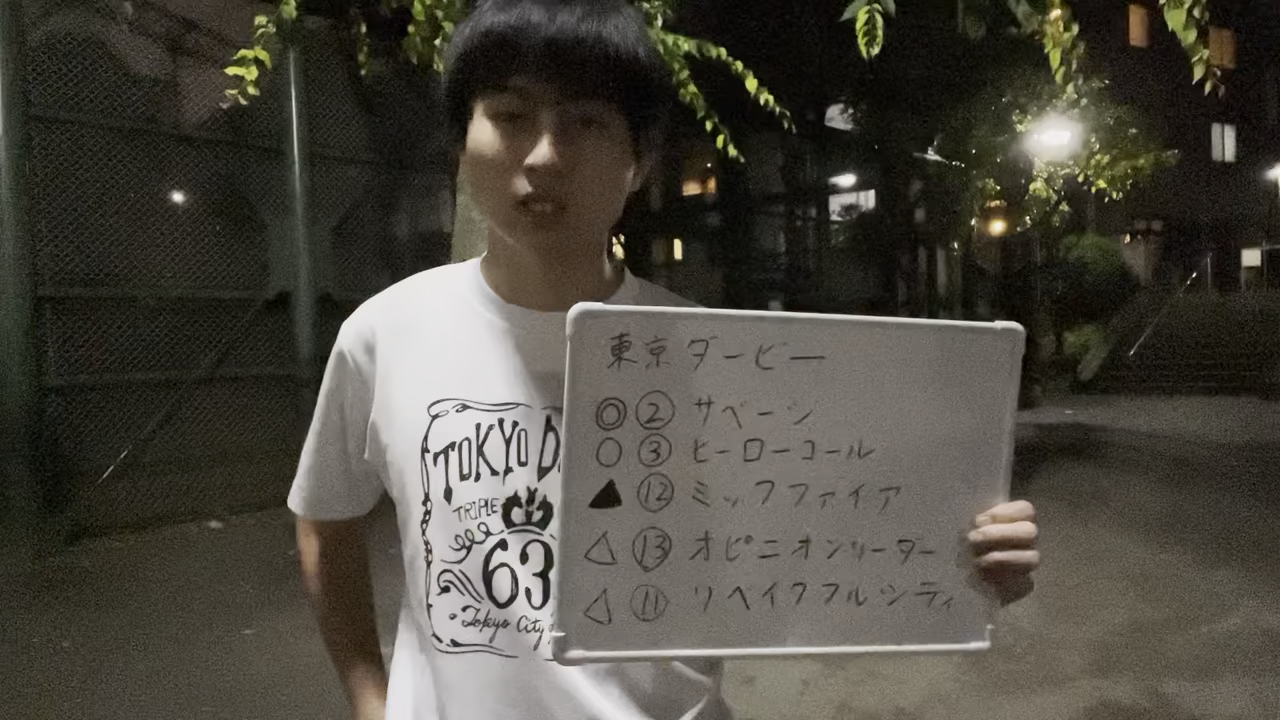 東京ダービー
◎ ② サベージ
○ ③ ヒーローコール
▲ ⑫ ミックファイア
△ ⑬ オピニオンリーダー
△ ⑪ リベイクフルシティ
TOKYO D
TRIPLE
63
Tokyo City